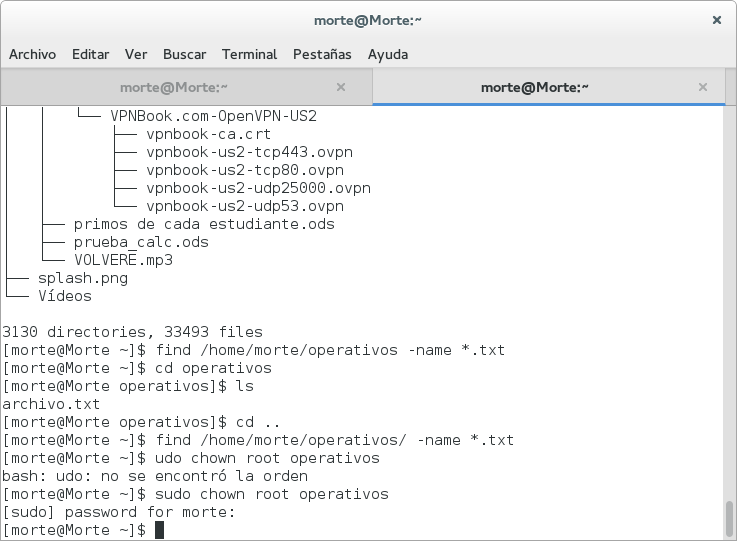 morte@Morte:~
Archivo Editar Ver Buscar Terminal Pestañas Ayuda
morte@Morte:~ morte@Morte:~
VPNBook.com-OpenVPN-US2
vpnbook-ca.crt
vpnbook-us2-tcp443.ovpn
vpnbook-us2-tcp80.ovpn
vpnbook-us2-udp25000.ovpn
vpnbook-us2-udp53.ovpn
primos de cada estudiante.ods
prueba_calc.ods
VOLVERE.mp3
splash.png
Vídeos
3130 directories, 33493 files
[morte@Morte ~]$ find /home/morte/operativos -name *.txt
[morte@Morte ~]$ cd operativos
[morte@Morte operativos]$ ls
archivo.txt
[morte@Morte operativos]$ cd ..
[morte@Morte ~]$ find /home/morte/operativos/ -name *.txt
[morte@Morte ~]$ udo chown root operativos
bash: udo: no se encontró la orden
[morte@Morte ~]$ sudo chown root operativos
[sudo] password for morte:
[morte@Morte ~]$